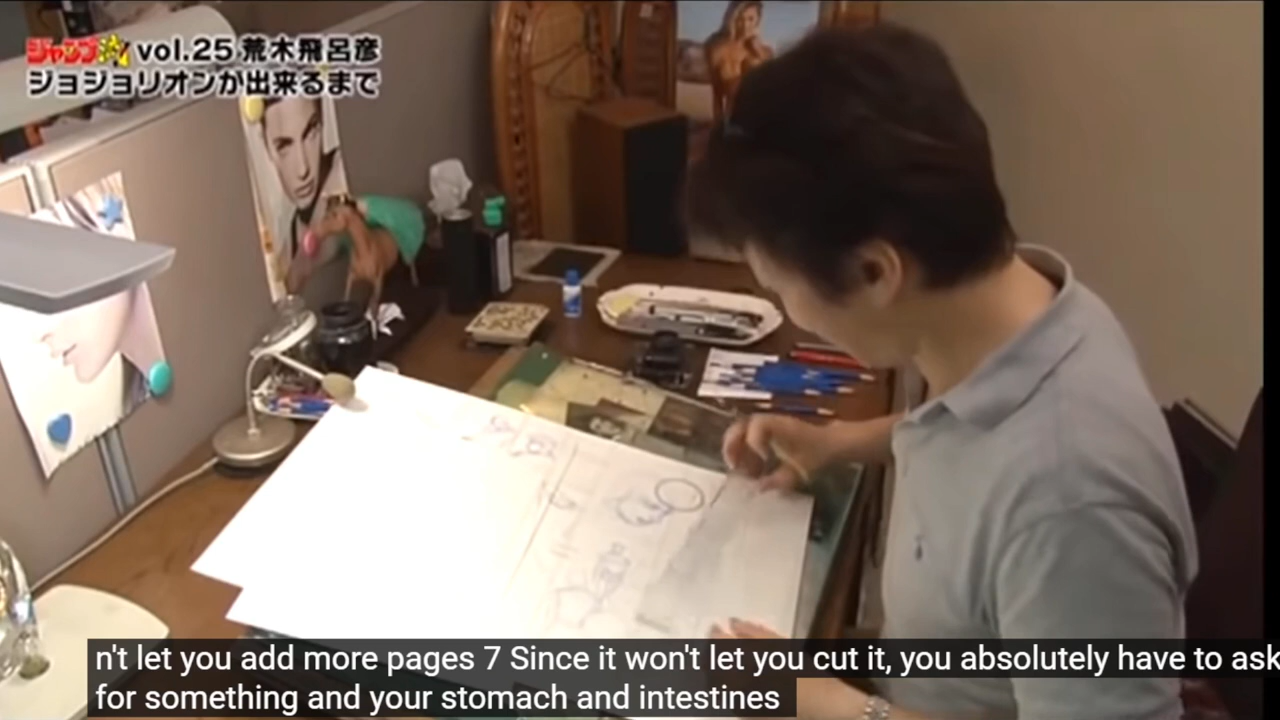 ジャンプ流! vol.25 荒木飛呂彦
ジョジョリオンが出来るまで
n't let you add more pages 7 Since it won't let you cut it, you absolutely have to ask
for something and your stomach and intestines